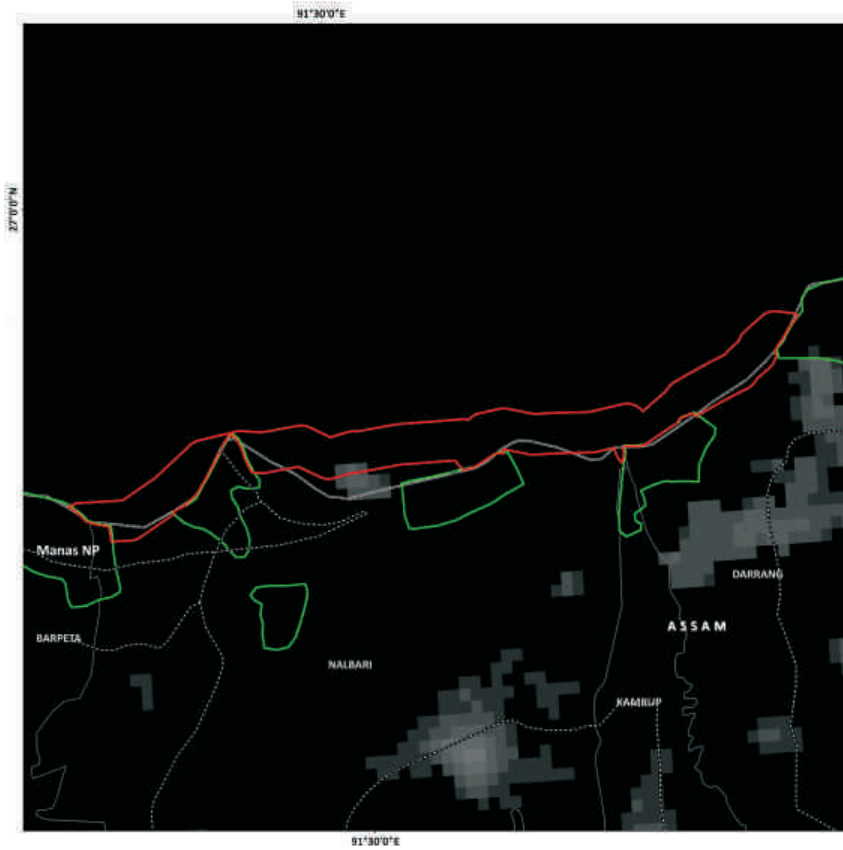 91°30'0"E
27°0'0"N
Manas NP
BARPETA
DARRANG
ASSAM
NALBARI
KAMRUP
91°30'0"E